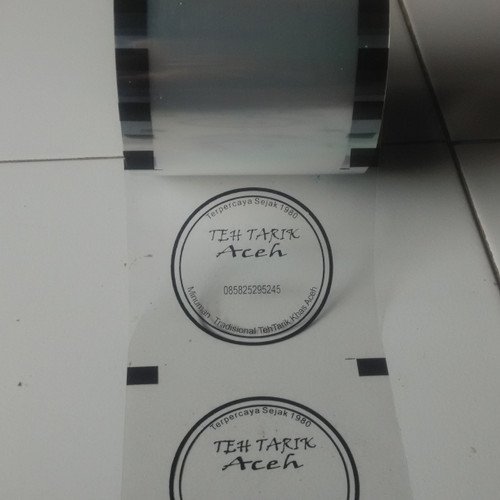 Terpercaya Sejak 1980
TEH TARIK
Aceh
085825295245
Minuman Tradisional TehTarik Khas Aceh
Terpercaya Sejak 1980
TEH TARIK
Aceh